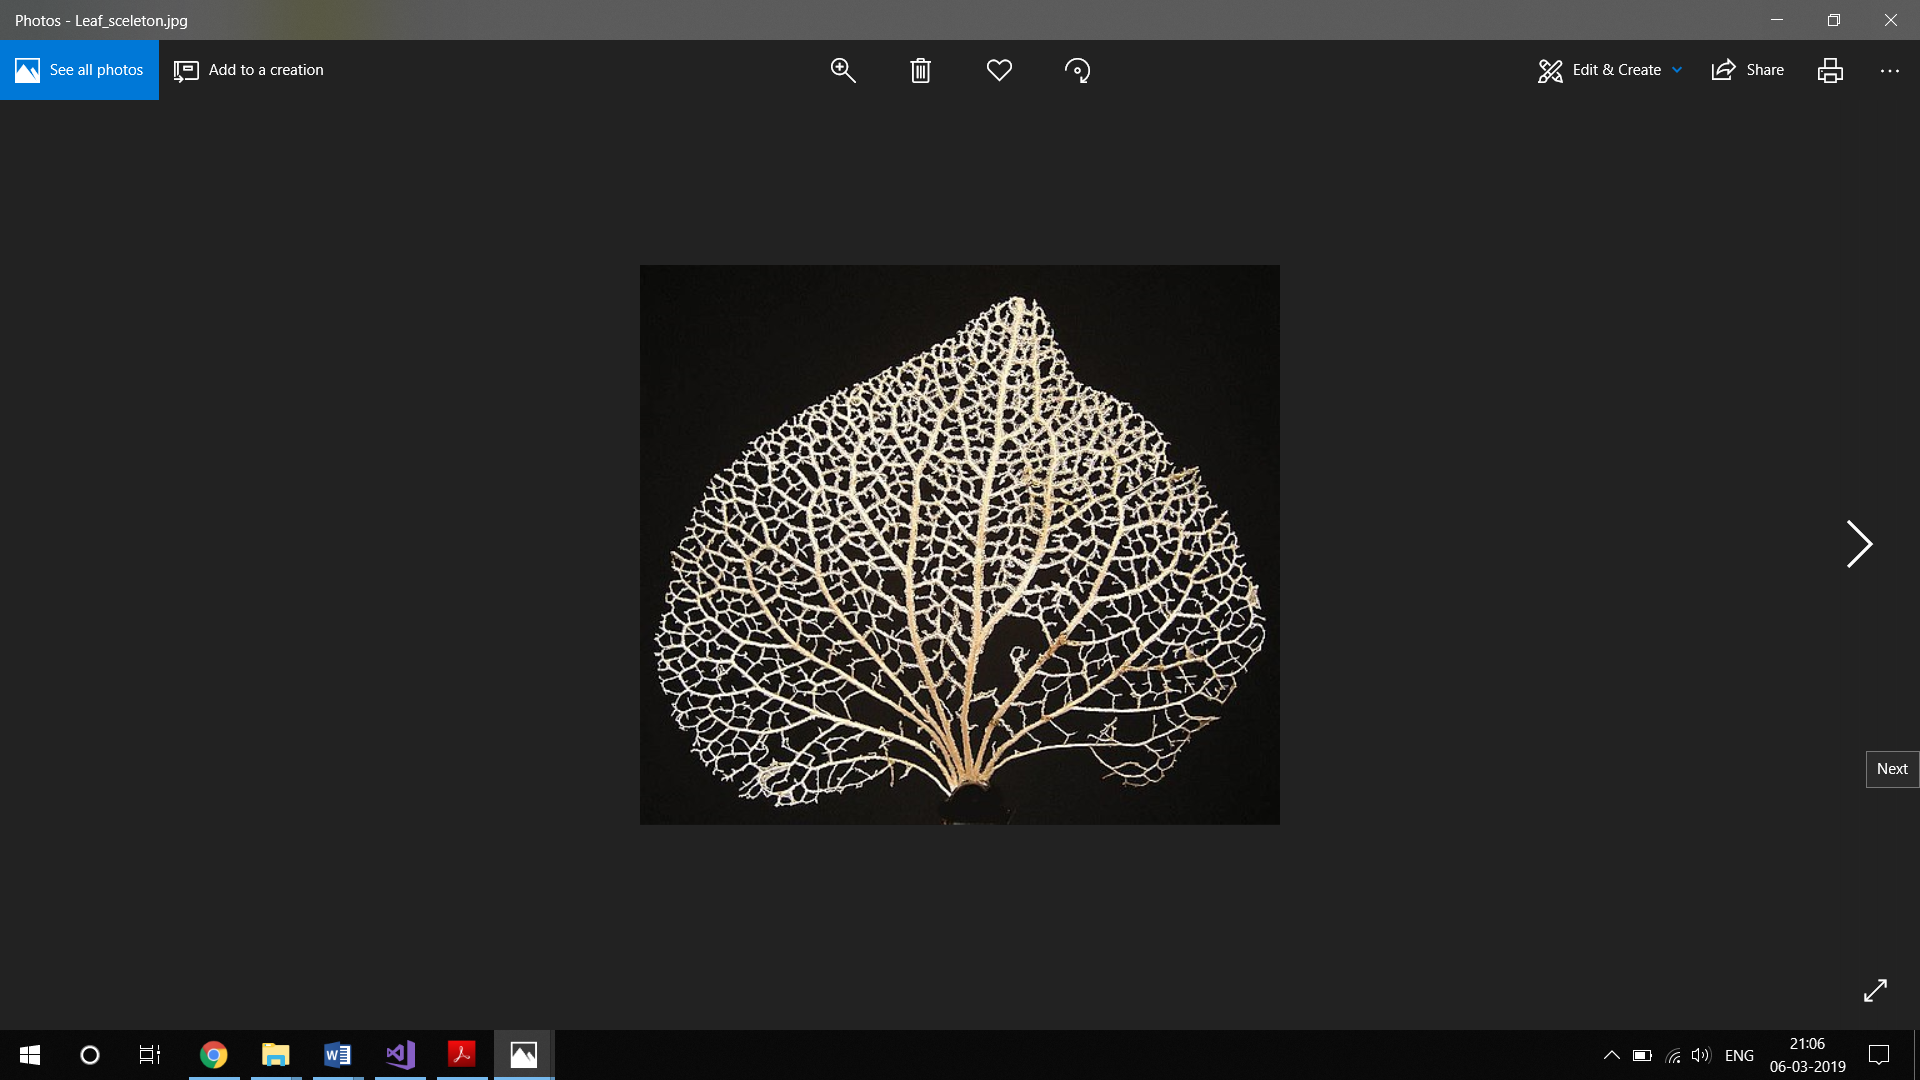 Photos - Leaf_sceleton.jpg
See all photos
Add to a creation
Edit & Create
Share
Next
ENG
21:06
06-03-2019